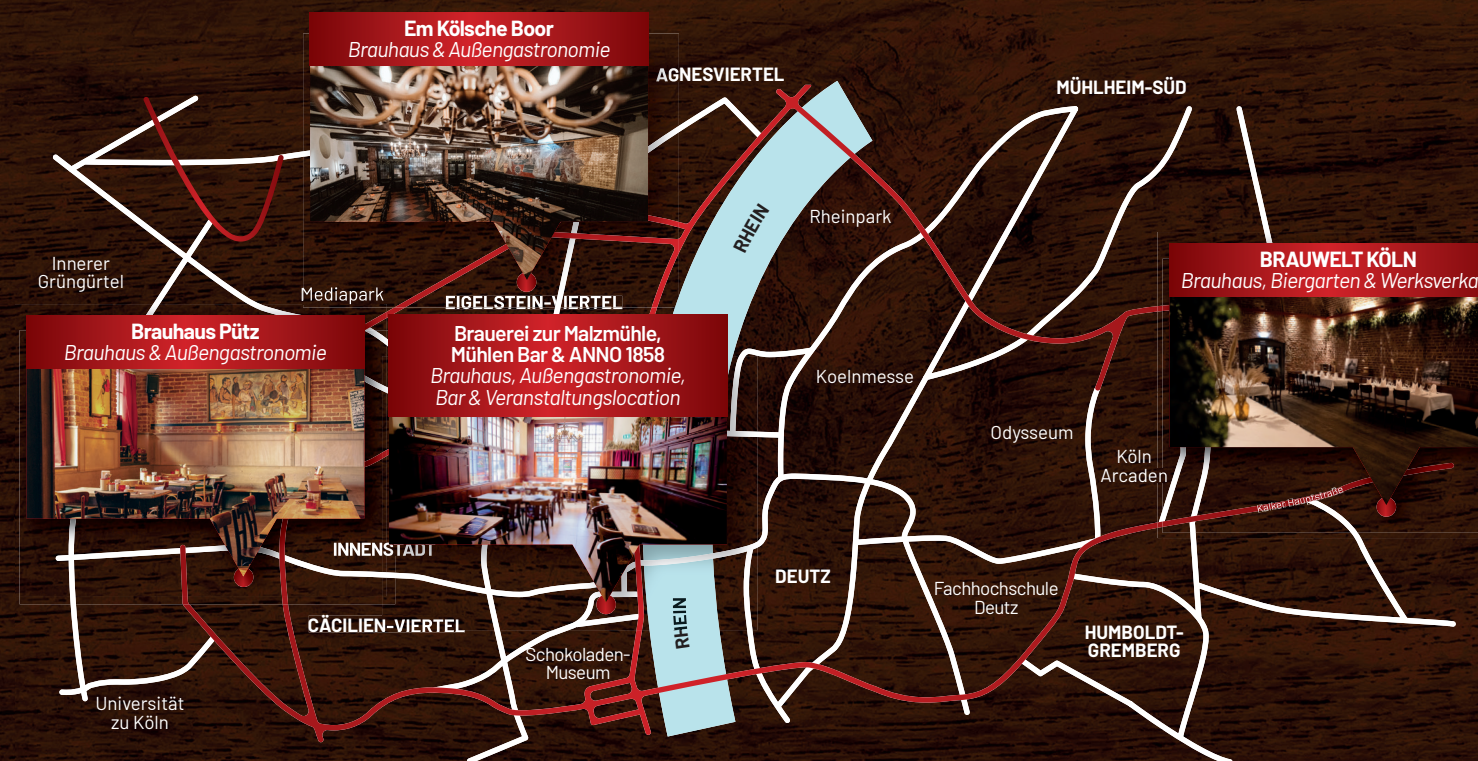 Em Kölsche Boor
Brauhaus & Außengastronomie
AGNESVIERTEL
MÜHLHEIM-SÜD
RHEIN
Rheinpark
Innerer
Grüngürtel
Mediapark
EIGELSTEIN-VIERTEL
BRAUWELT KÖLN
Brauhaus, Biergarten & Werksverka
Brauhaus Pütz
Brauhaus & Außengastronomie
Brauerei zur Malzmühle,
Mühlen Bar & ANNO 1858
Brauhaus, Außengastronomie,
Bar & Veranstaltungslocation
Koelnmesse
Odysseum
Köln
Arcaden
Kalker Hauptstraße
INNENSTADT
DEUTZ
Fachhochschule
Deutz
CÄCILIEN-VIERTEL
RHEIN
HUMBOLDT-
GREMBERG
Schokoladen-
Museum
Universität
zu Köln